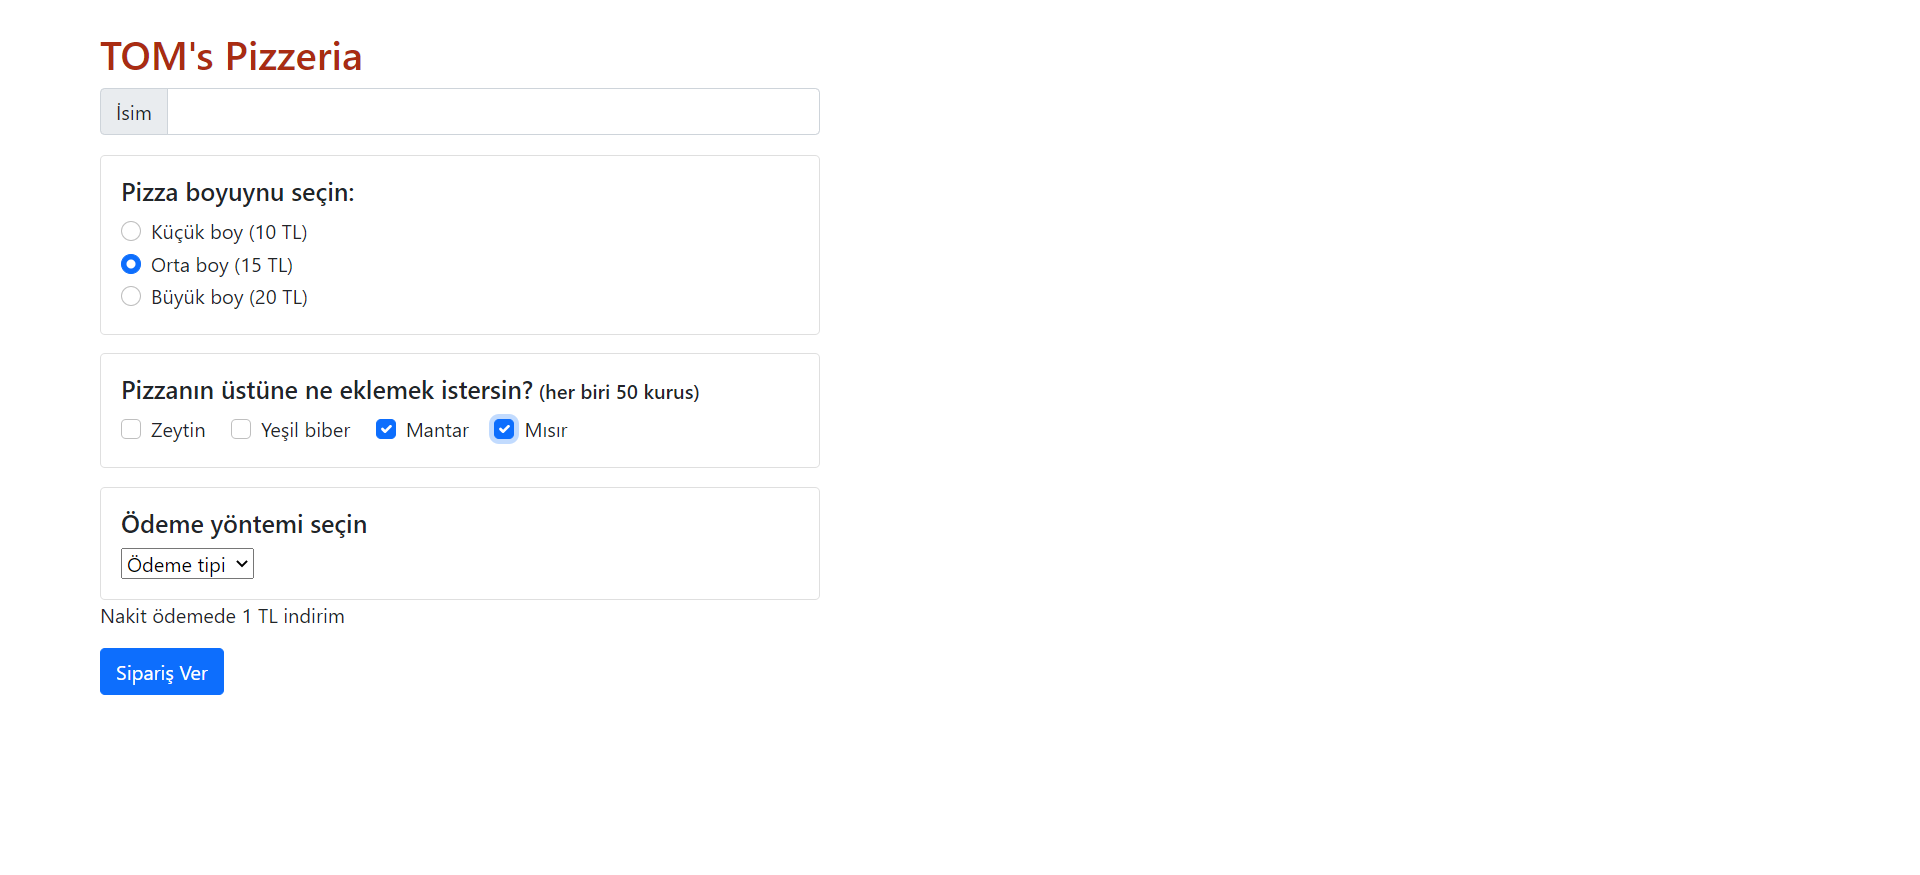 TOM's Pizzeria
İsim
Pizza boyuynu seçin:
Küçük boy (10 TL)
Orta boy (15 TL)
Büyük boy (20 TL)
Pizzanın üstüne ne eklemek istersin? (her biri 50 kurus)
Zeytin Yeşil biber Mantar Mısır
Ödeme yöntemi seçin
Ödeme tipi
Nakit ödemede 1 TL indirim
Sipariş Ver